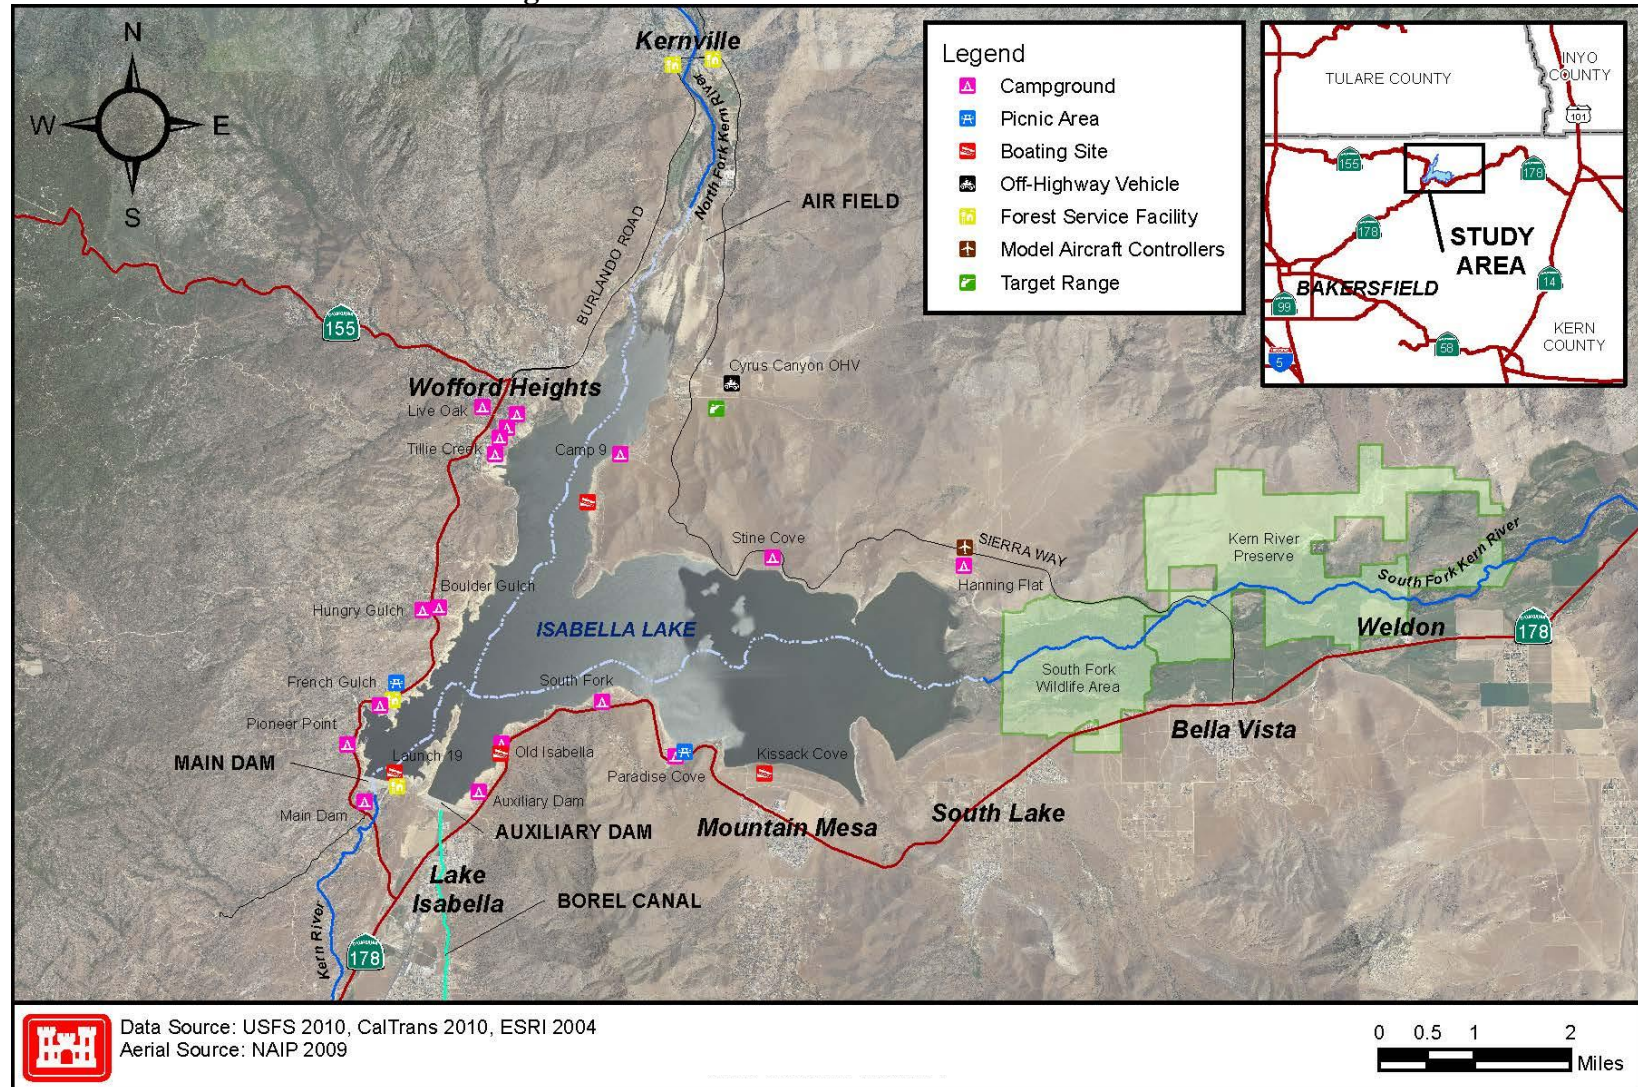 N
W
E
S
Kernville
North Fork Kern River
AIR FIELD
BURLANDO ROAD
155
Wofford Heights
Live Oak
Tillie Creek
Camp 9
Cyrus Canyon OHV
Stine Cove
SIERRA WAY
Hanning Flat
Kern River
Preserve
South Fork Kern River
Boulder Gulch
Hungry Gulch
ISABELLA LAKE
Weldon
178
South Fork
Wildlife Area
French Gulch
South Fork
Pioneer Point
Bella Vista
MAIN DAM
Launch 19
Old Isabella
Paradise Cove
Kissack Cove
Main Dam
Auxiliary Dam
AUXILIARY DAM
Mountain Mesa
South Lake
Lake
Isabella
BOREL CANAL
Kern River
178
Legend
Campground
Picnic Area
Boating Site
Off-Highway Vehicle
Forest Service Facility
Model Aircraft Controllers
Target Range
TULARE COUNTY
INYO
COUNTY
101
155
178
178
STUDY
AREA
BAKERSFIELD
14
99
58
KERN
COUNTY
5
Data Source: USFS 2010, CalTrans 2010, ESRI 2004
Aerial Source: NAIP 2009
0 0.5 1 2
Miles